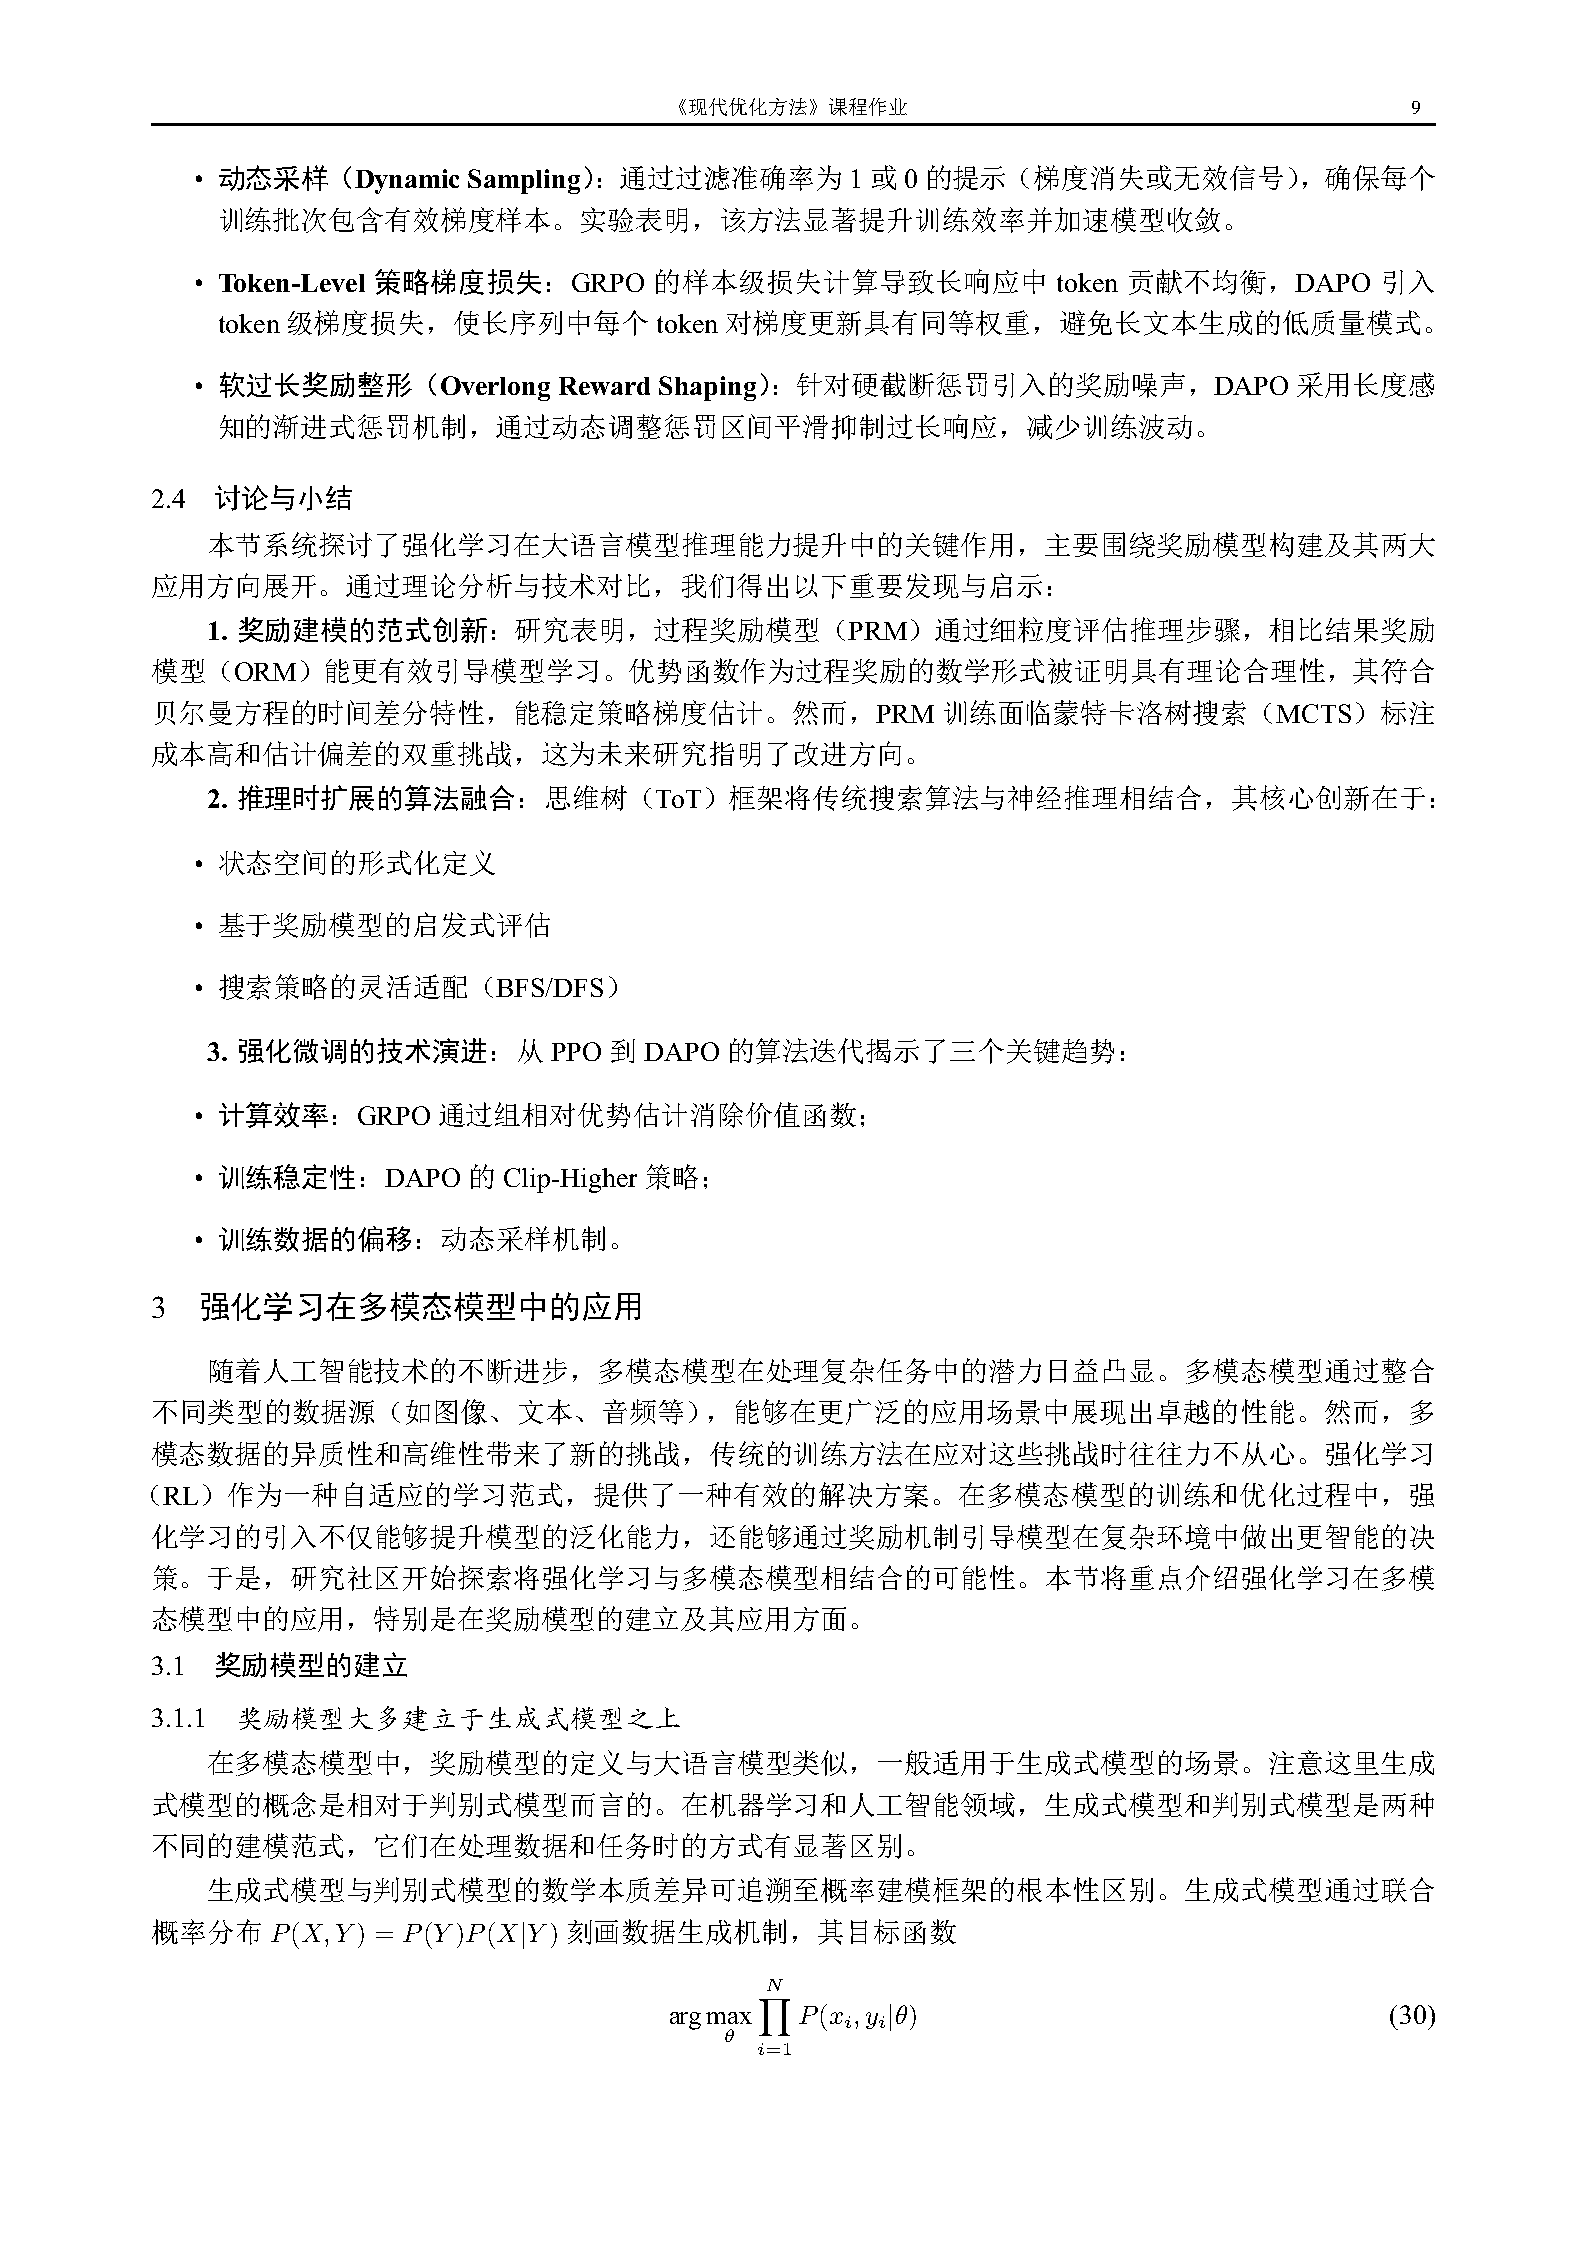 《现代优化方法》课程作业 9
• 动态采样（Dynamic Sampling）：通过过滤准确率为 1 或 0 的提示（梯度消失或无效信号），确保每个
训练批次包含有效梯度样本。实验表明，该方法显著提升训练效率并加速模型收敛。
• Token-Level 策略梯度损失：GRPO 的样本级损失计算导致长响应中 token 贡献不均衡，DAPO 引入
token 级梯度损失，使长序列中每个 token 对梯度更新具有同等权重，避免长文本生成的低质量模式。
• 软过长奖励整形（Overlong Reward Shaping）：针对硬截断惩罚引入的奖励噪声，DAPO 采用长度感
知的渐进式惩罚机制，通过动态调整惩罚区间平滑抑制过长响应，减少训练波动。
2.4 讨论与小结
本节系统探讨了强化学习在大语言模型推理能力提升中的关键作用，主要围绕奖励模型构建及其两大
应用方向展开。通过理论分析与技术对比，我们得出以下重要发现与启示：
1. 奖励建模的范式创新：研究表明，过程奖励模型（PRM）通过细粒度评估推理步骤，相比结果奖励
模型（ORM）能更有效引导模型学习。优势函数作为过程奖励的数学形式被证明具有理论合理性，其符合
贝尔曼方程的时间差分特性，能稳定策略梯度估计。然而，PRM 训练面临蒙特卡洛树搜索（MCTS）标注
成本高和估计偏差的双重挑战，这为未来研究指明了改进方向。
2. 推理时扩展的算法融合：思维树（ToT）框架将传统搜索算法与神经推理相结合，其核心创新在于：
• 状态空间的形式化定义
• 基于奖励模型的启发式评估
• 搜索策略的灵活适配（BFS/DFS）
3. 强化微调的技术演进：从 PPO 到 DAPO 的算法迭代揭示了三个关键趋势：
• 计算效率：GRPO 通过组相对优势估计消除价值函数；
• 训练稳定性：DAPO 的 Clip-Higher 策略；
• 训练数据的偏移：动态采样机制。
3 强化学习在多模态模型中的应用
随着人工智能技术的不断进步，多模态模型在处理复杂任务中的潜力日益凸显。多模态模型通过整合
不同类型的数据源（如图像、文本、音频等），能够在更广泛的应用场景中展现出卓越的性能。然而，多
模态数据的异质性和高维性带来了新的挑战，传统的训练方法在应对这些挑战时往往力不从心。强化学习
（RL）作为一种自适应的学习范式，提供了一种有效的解决方案。在多模态模型的训练和优化过程中，强
化学习的引入不仅能够提升模型的泛化能力，还能够通过奖励机制引导模型在复杂环境中做出更智能的决
策。于是，研究社区开始探索将强化学习与多模态模型相结合的可能性。本节将重点介绍强化学习在多模
态模型中的应用，特别是在奖励模型的建立及其应用方面。
3.1 奖励模型的建立
3.1.1 奖励模型大多建立于生成式模型之上
在多模态模型中，奖励模型的定义与大语言模型类似，一般适用于生成式模型的场景。注意这里生成
式模型的概念是相对于判别式模型而言的。在机器学习和人工智能领域，生成式模型和判别式模型是两种
不同的建模范式，它们在处理数据和任务时的方式有显著区别。
生成式模型与判别式模型的数学本质差异可追溯至概率建模框架的根本性区别。生成式模型通过联合
概率分布 P(X, Y) = P(Y)P(X|Y) 刻画数据生成机制，其目标函数
arg max_θ ∏_{i=1}^{N} P(x_i, y_i|θ) (30)